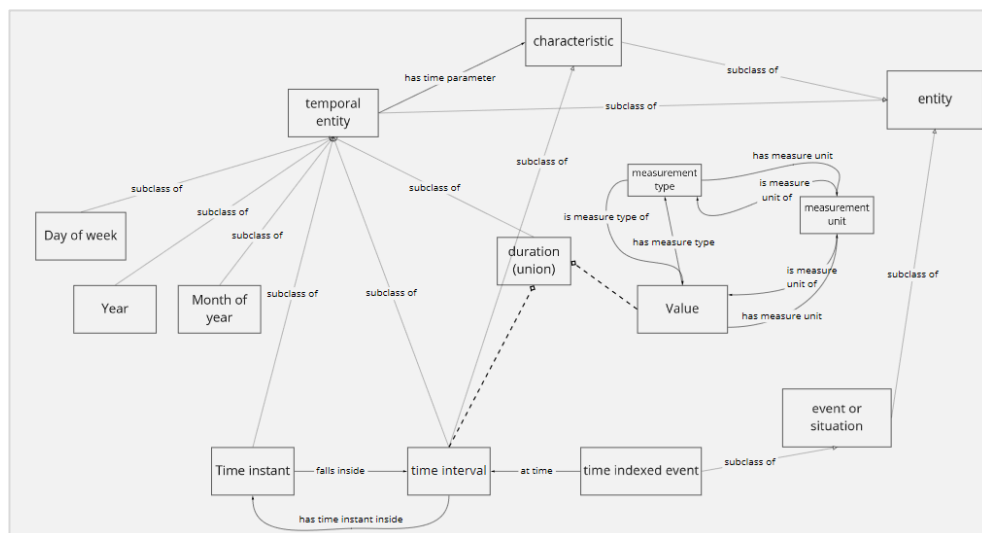 characteristic
subclass of
has time parameter
entity
temporal
entity
subclass of
has measure unit
subclass of
measurement
type
is measure
unit of
subclass of
subclass of
measurement
unit
is measure type of
Day of week
subclass of
has measure type
duration
(union)
is measure
unit of
subclass of
subclass of
subclass of
Year
Month of
year
Value
has measure unit
subclass of
event or
situation
Time instant
falls inside
time interval
at time
time indexed event
subclass of
has time instant inside